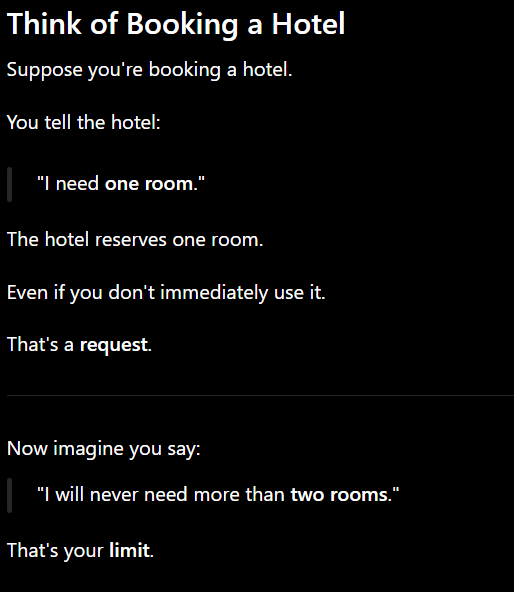 Think of Booking a Hotel
Suppose you're booking a hotel.
You tell the hotel:
"I need one room."
The hotel reserves one room.
Even if you don't immediately use it.
That's a request.
Now imagine you say:
"I will never need more than two rooms."
That's your limit.